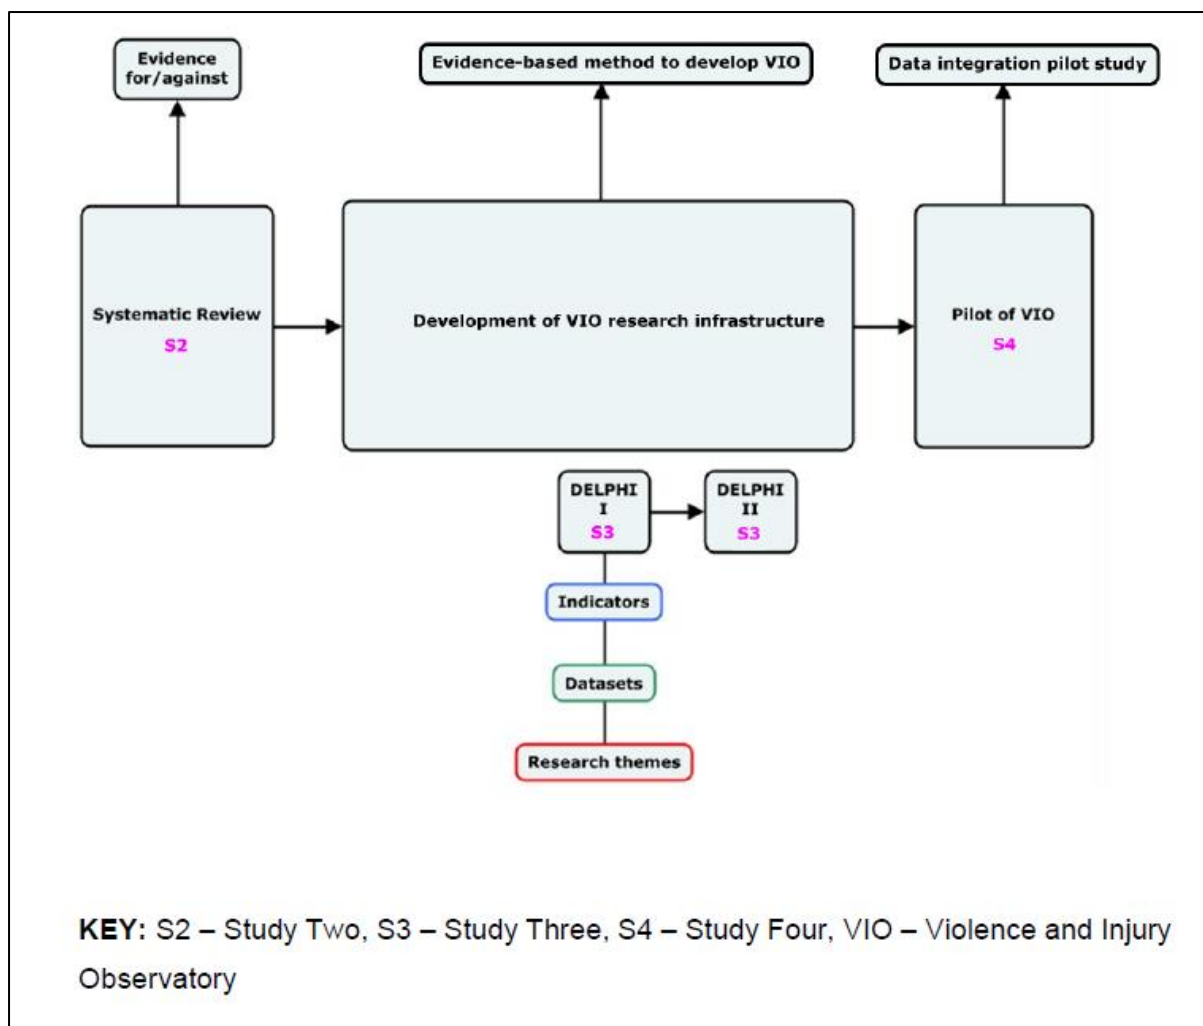 Evidence
for/against
Evidence-based method to develop VIO
Data integration pilot study
Systematic Review
S2
Development of VIO research infrastructure
Pilot of VIO
S4
DELPHI
I
S3
DELPHI
II
S3
Indicators
Datasets
Research themes
KEY: S2 – Study Two, S3 – Study Three, S4 – Study Four, VIO – Violence and Injury
Observatory